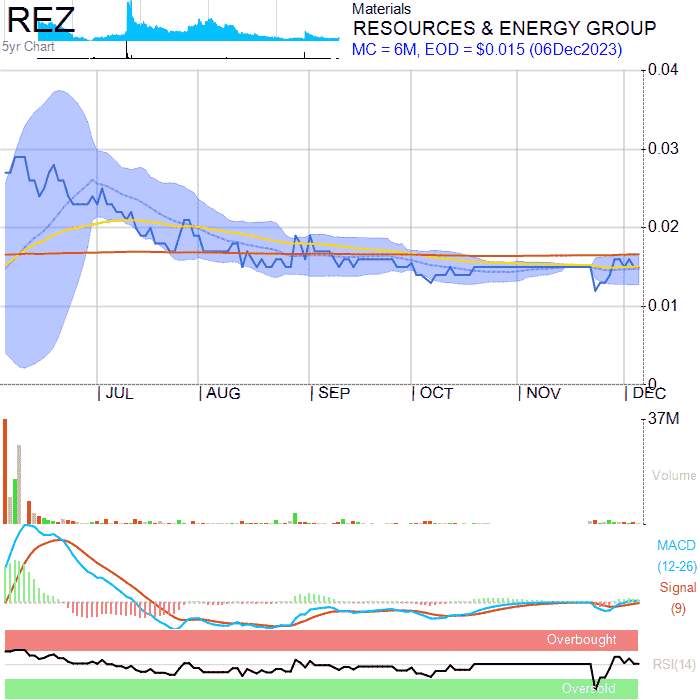 REZ
5yr Chart
Materials
RESOURCES & ENERGY GROUP
MC = 6M, EOD = $0.015 (06Dec2023)
0.04
0.03
0.02
0.01
0
JUL AUG SEP OCT NOV DEC
37M
Volume
MACD
(12-26)
Signal
(9)
Overbought
RSI(14)
Oversold